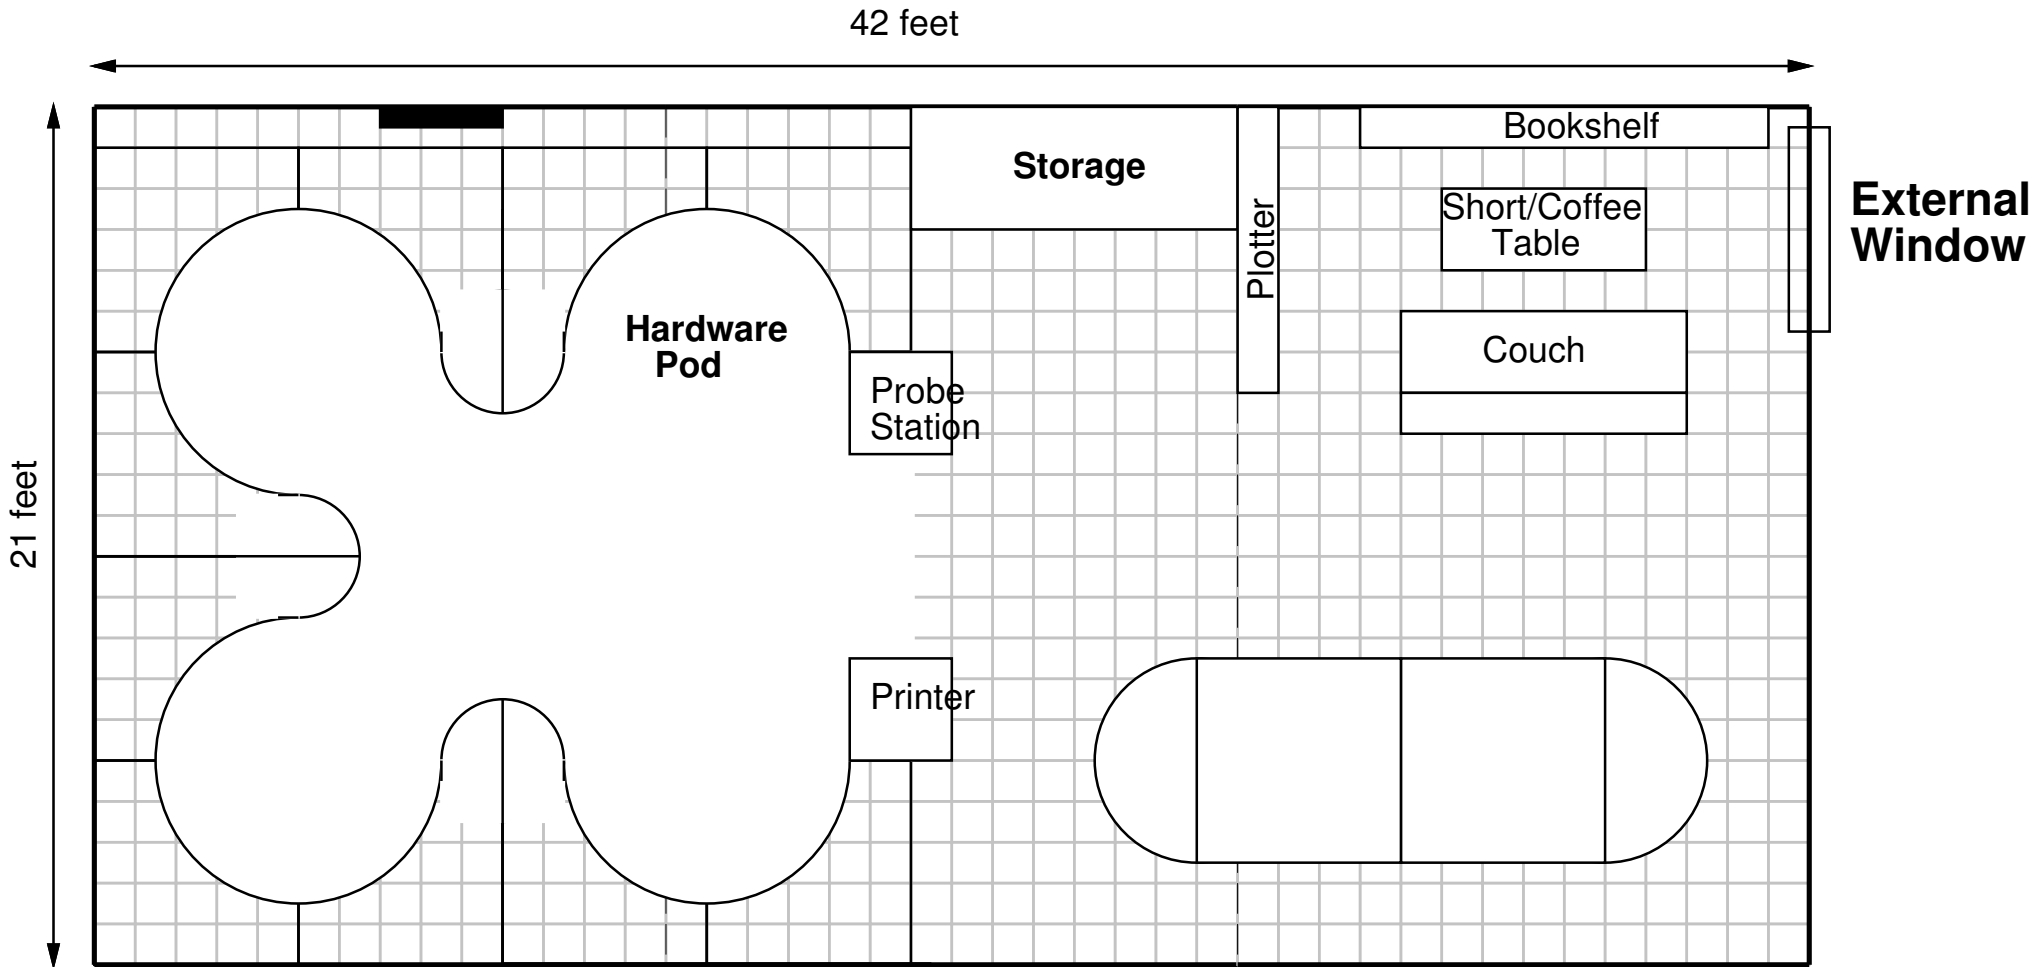 42 feet
Bookshelf
Storage
External
Window
Short/Coffee
Table
Plotter
Hardware
Pod
Couch
Probe
Station
21 feet
Printer